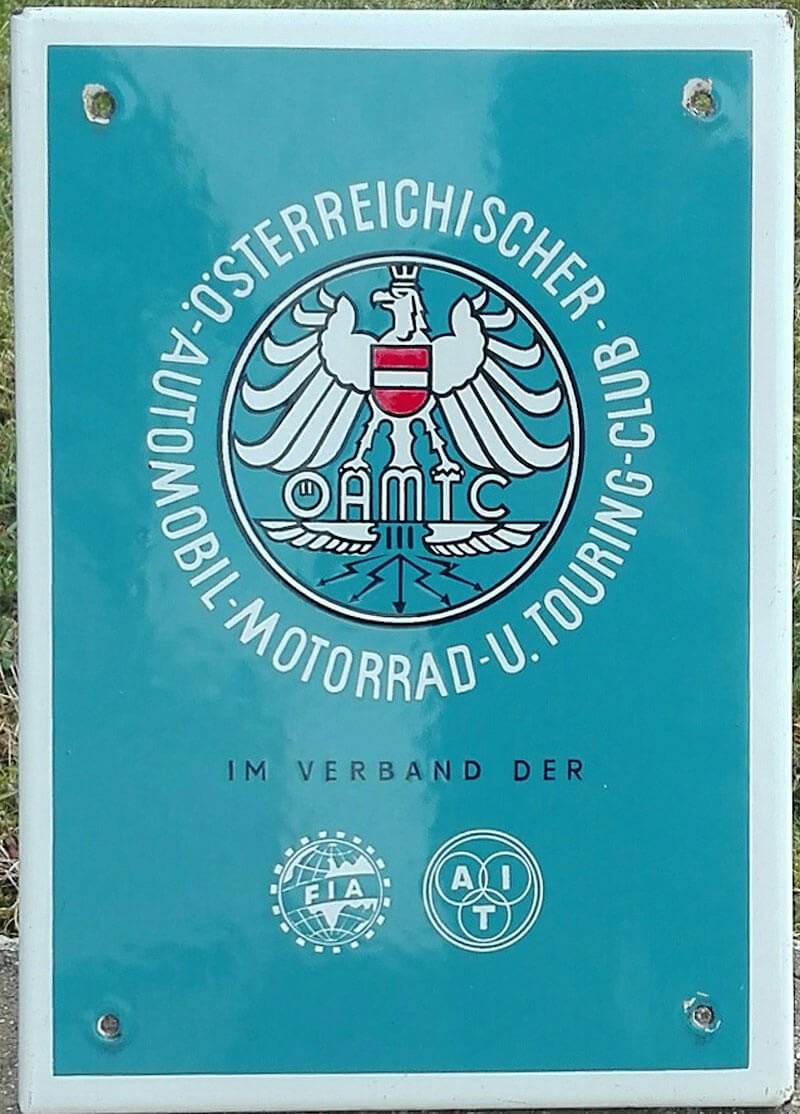 ÖSTERREICHISCHER-
AUTOMOBIL-MOTORRAD-U.TOURING-CLUB-Ö.
ÖAMTC
IM VERBAND DER
FIA
AIT